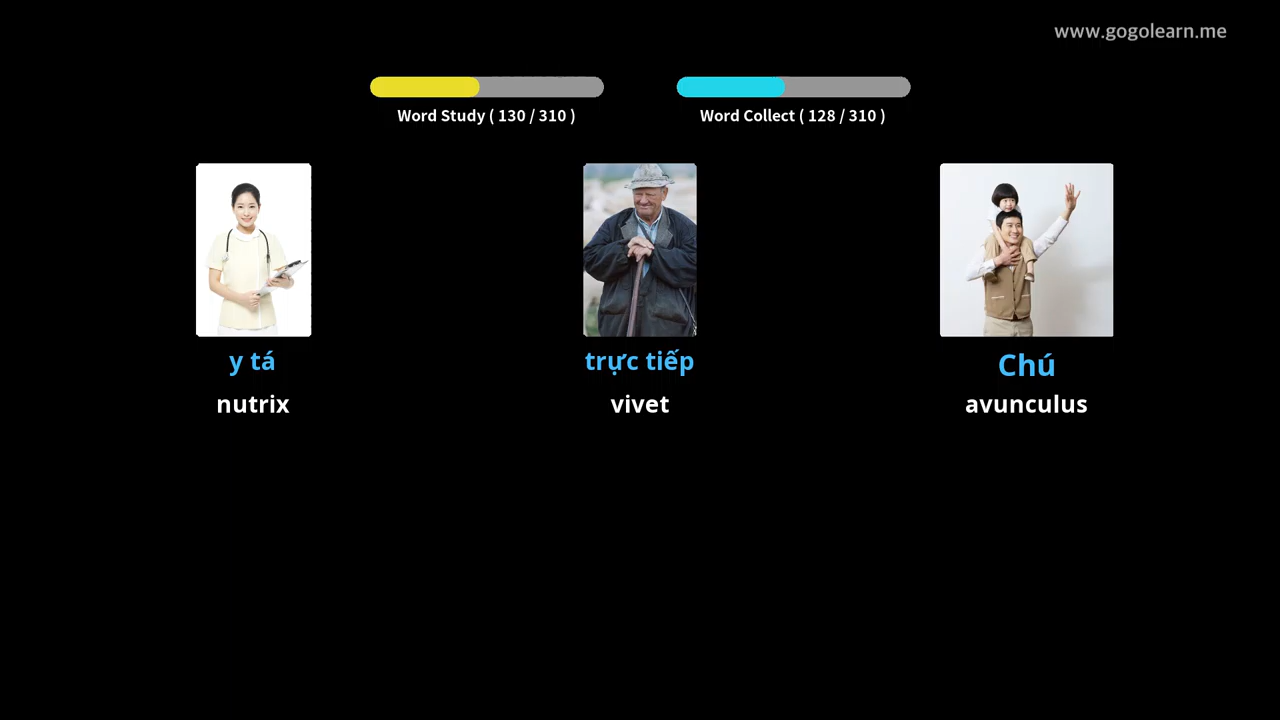 www.gogolearn.me
Word Study ( 130 / 310 )
Word Collect ( 128 / 310 )
y tá
trực tiếp
Chú
nutrix
vivet
avunculus